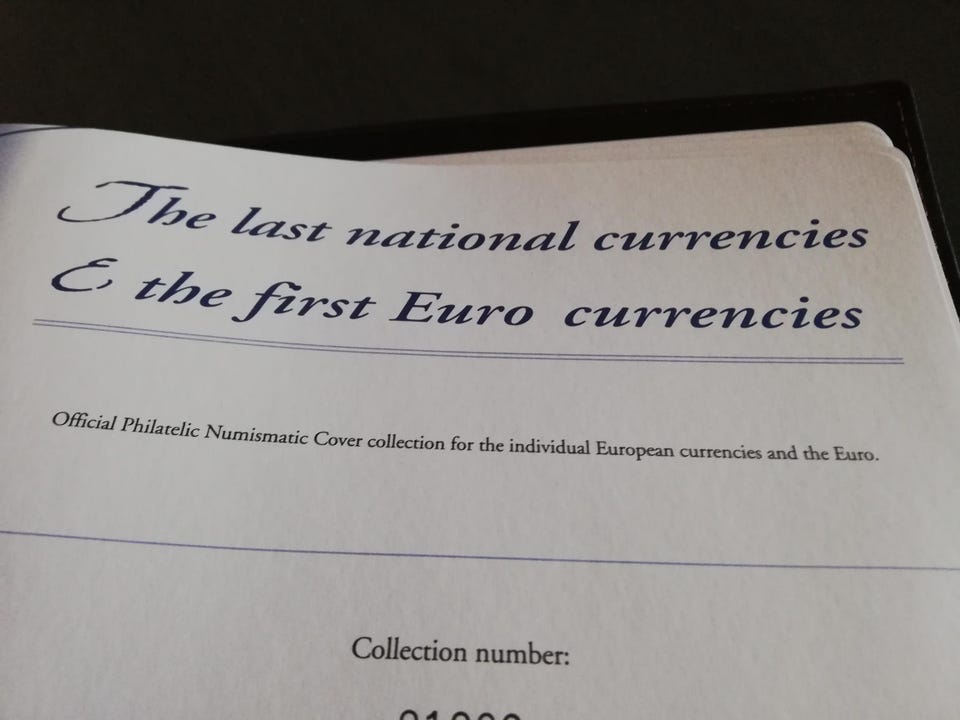 The last national currencies
& the first Euro currencies
Official Philatelic Numismatic Cover collection for the individual European currencies and the Euro.
Collection number: